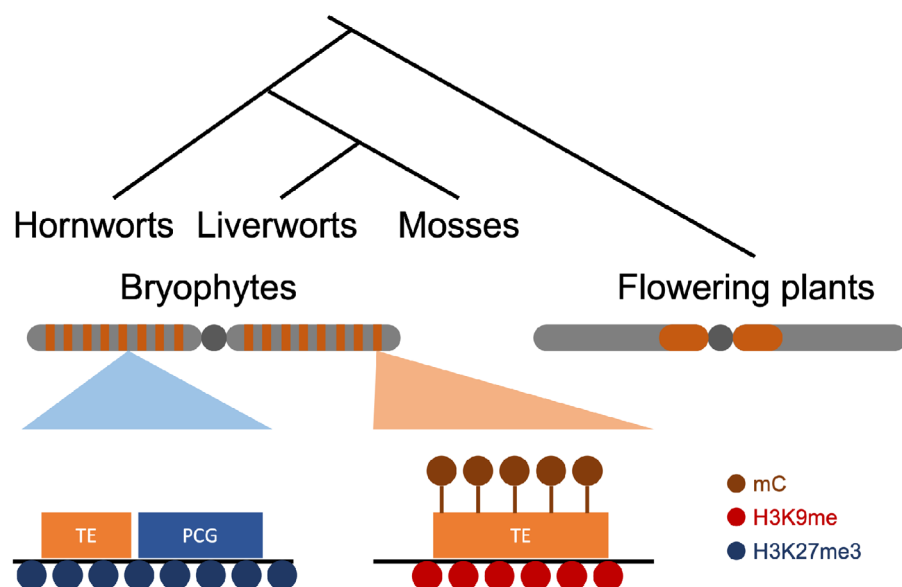 Hornworts Liverworts Mosses
Bryophytes Flowering plants
TE PCG TE
mC
H3K9me
H3K27me3